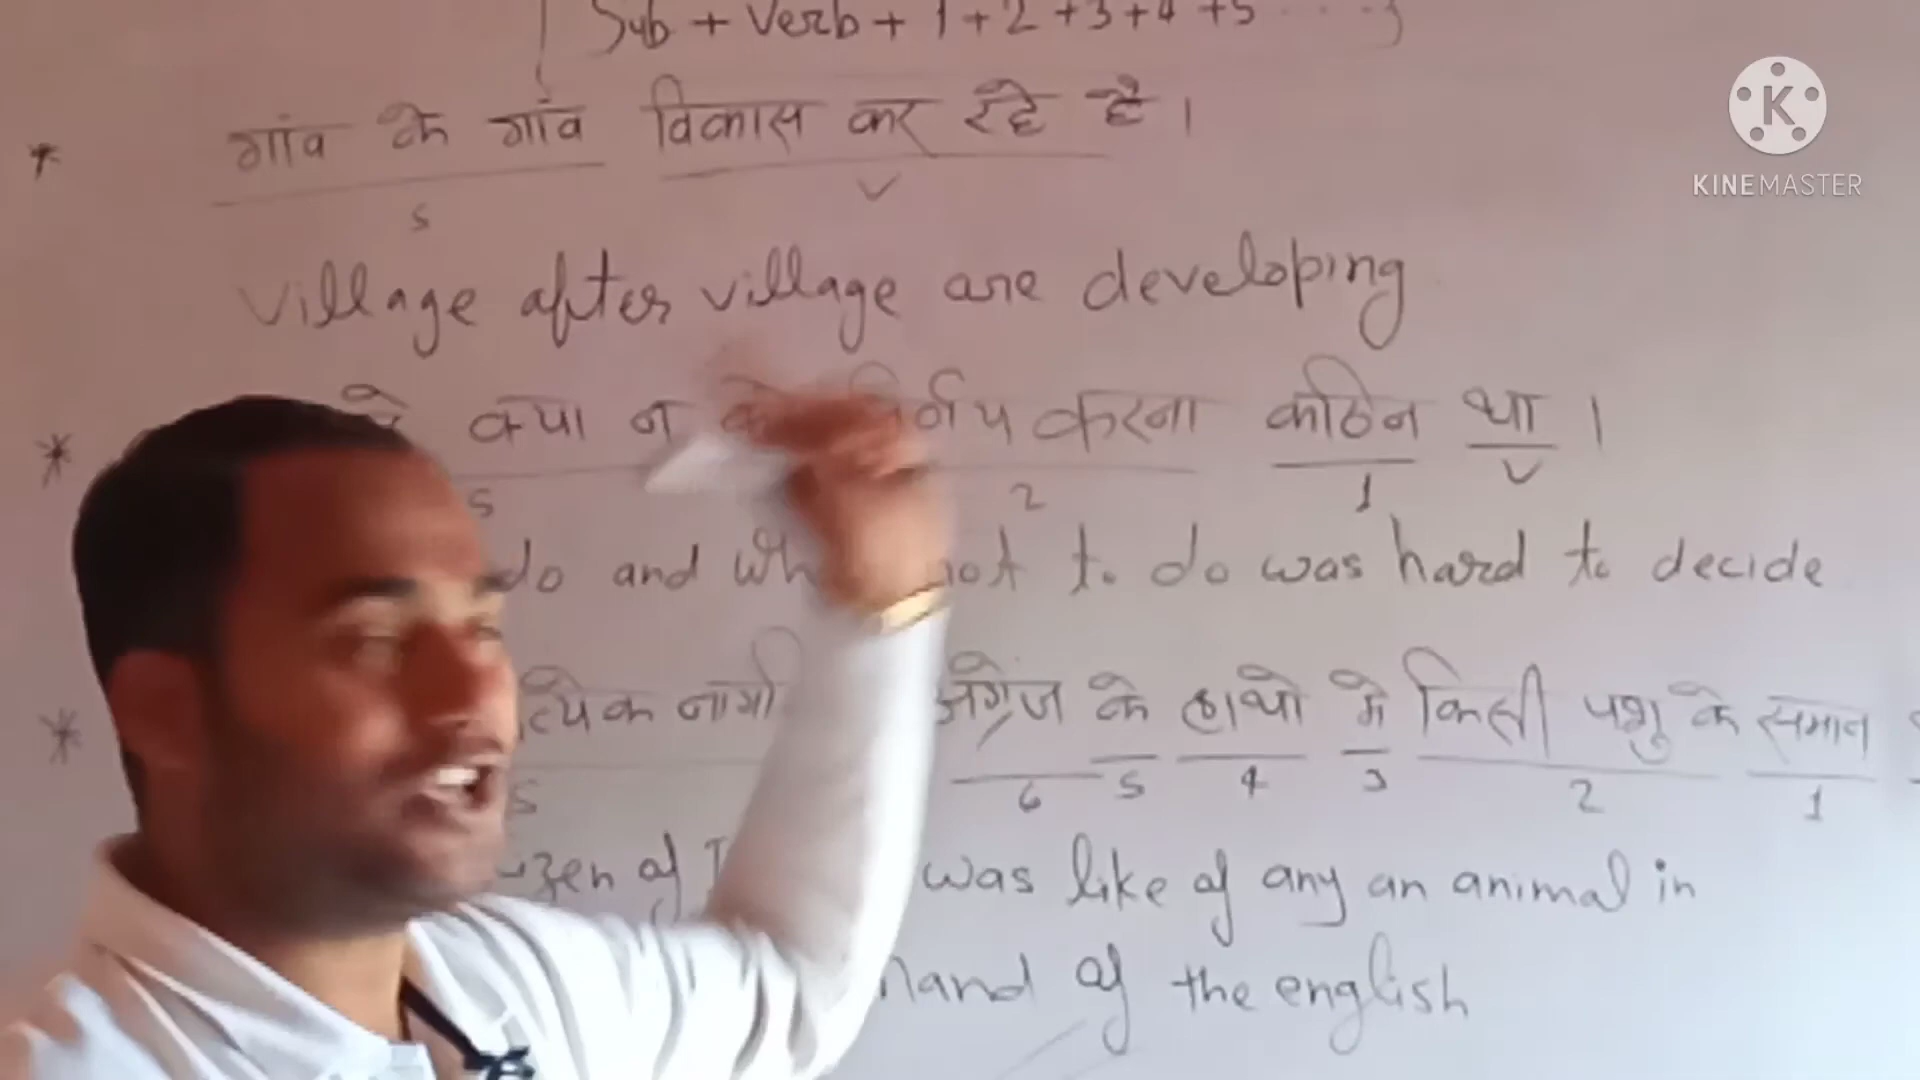 Sub + Verb + 1 + 2 + 3 + 4 + 5
K
KINEMASTER
* गांव के गांव विकास कर रहे है ।
S V
village after village are developing
* क्या न करना कठिन था ।
S 2 1 V
do and not to do was hard to decide
* अंग्रेज के हाथो मे किसी पशु के समान
S 6 5 4 3 2 1
of was like of any an animal in
hand of the english